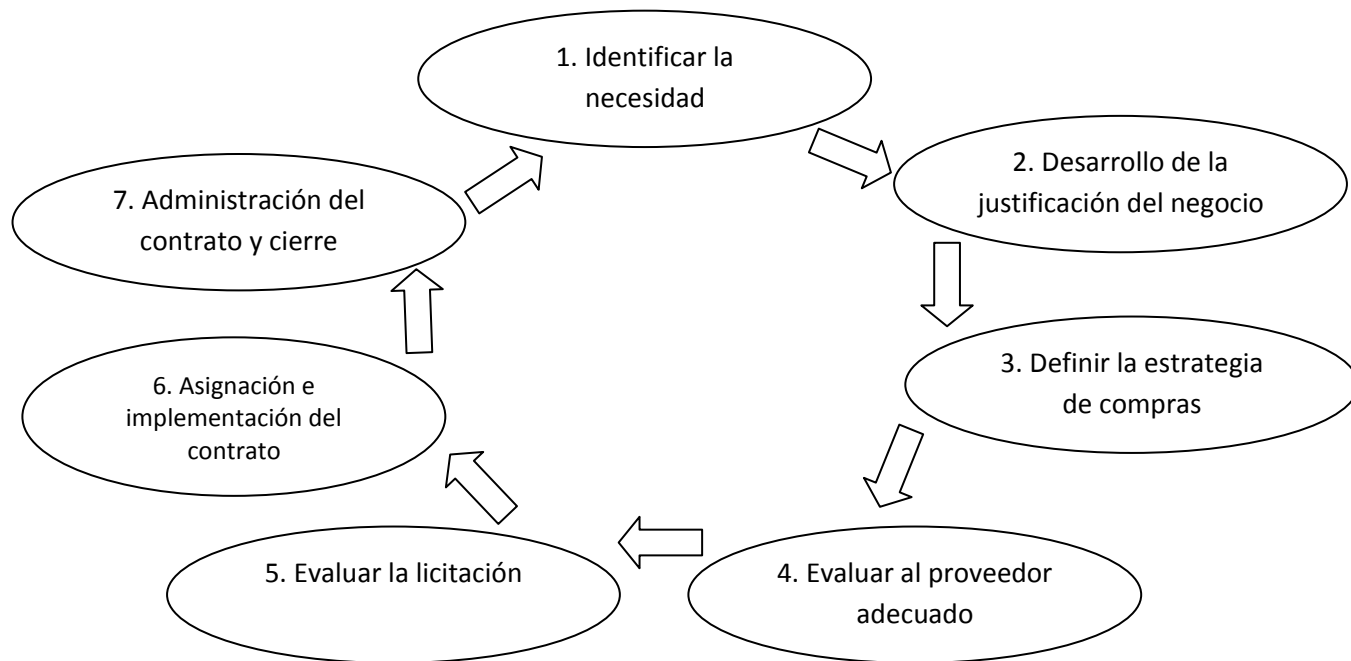 1. Identificar la
necesidad
2. Desarrollo de la
justificación del negocio
3. Definir la estrategia
de compras
4. Evaluar al proveedor
adecuado
5. Evaluar la licitación
6. Asignación e
implementación del
contrato
7. Administración del
contrato y cierre